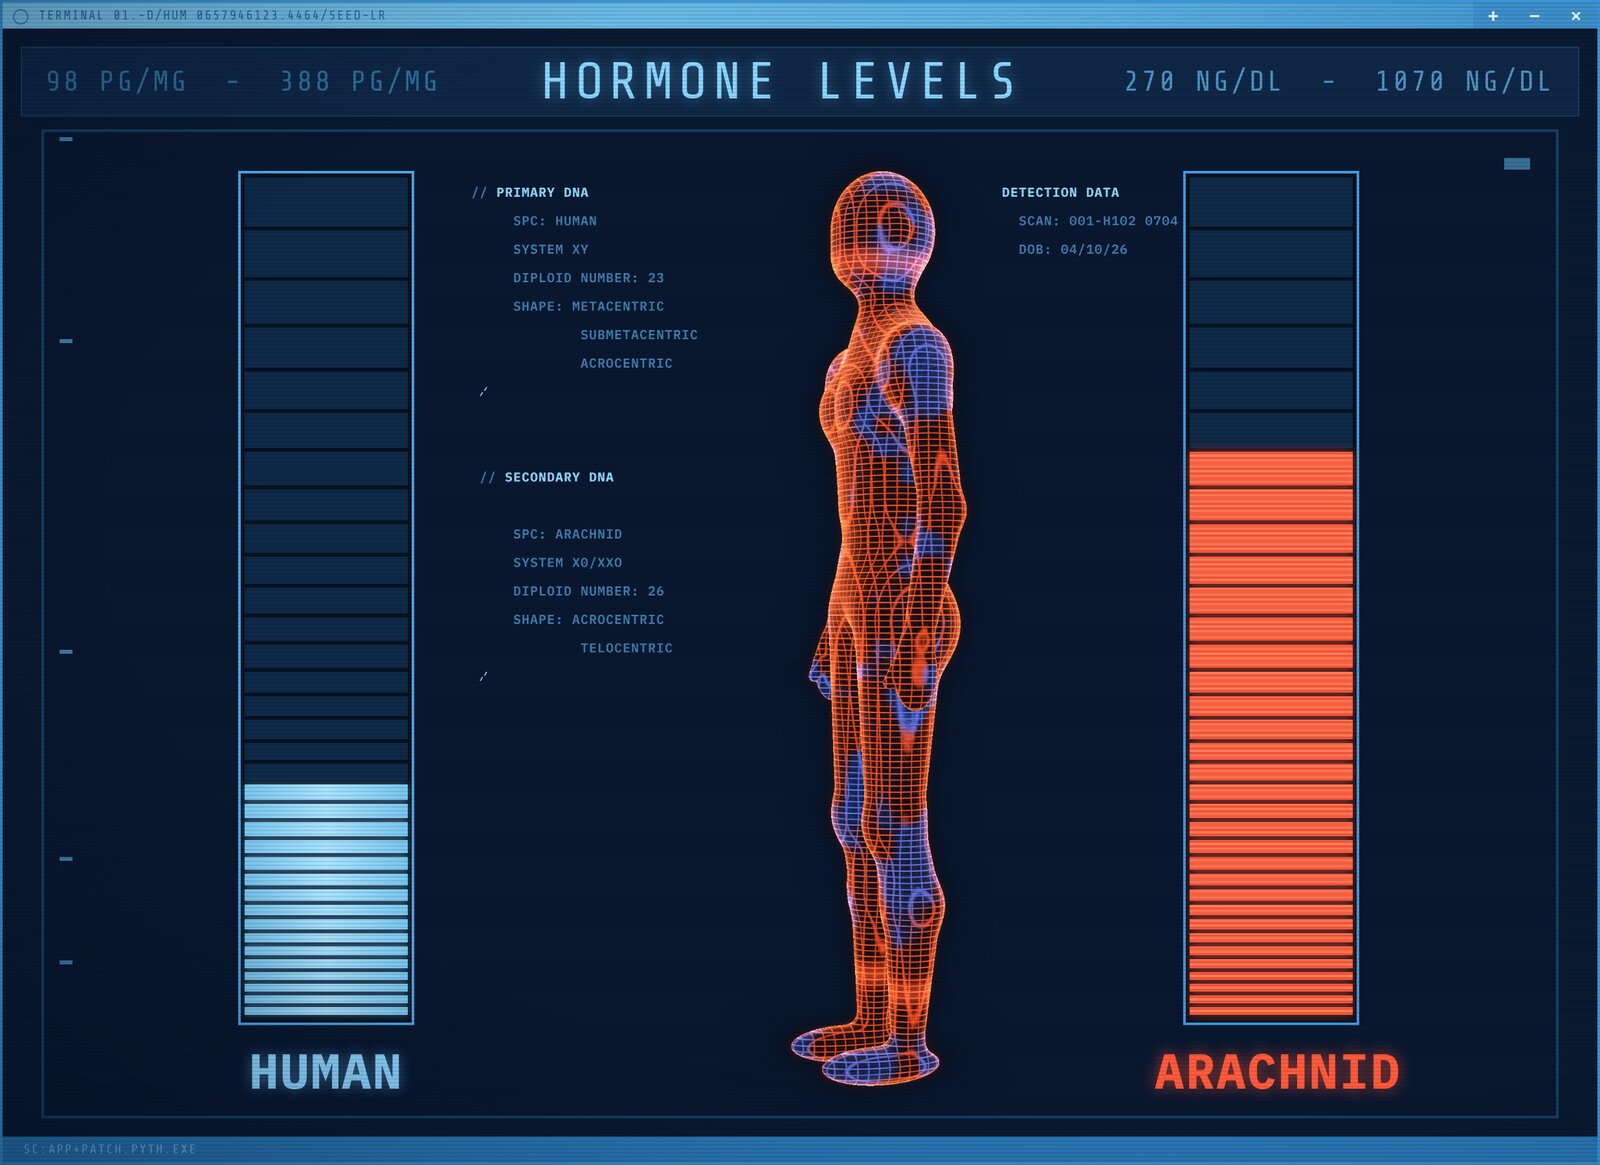 TERMINAL 01.-D/HUM 0657946123.4464/SEED-LR
+ − ×
98 PG/MG - 388 PG/MG
HORMONE LEVELS
270 NG/DL - 1070 NG/DL
// PRIMARY DNA
SPC: HUMAN
SYSTEM XY
DIPLOID NUMBER: 23
SHAPE: METACENTRIC
SUBMETACENTRIC
ACROCENTRIC
//
// SECONDARY DNA
SPC: ARACHNID
SYSTEM X0/XXO
DIPLOID NUMBER: 26
SHAPE: ACROCENTRIC
TELOCENTRIC
//
DETECTION DATA
SCAN: 001-H102 0704
DOB: 04/10/26
HUMAN
ARACHNID
SC:APP+PATCH.PYTH.EXE